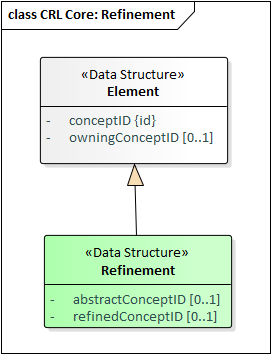 class CRL Core: Refinement
«Data Structure»
Element
- conceptID {id}
- owningConceptID [0..1]
«Data Structure»
Refinement
- abstractConceptID [0..1]
- refinedConceptID [0..1]